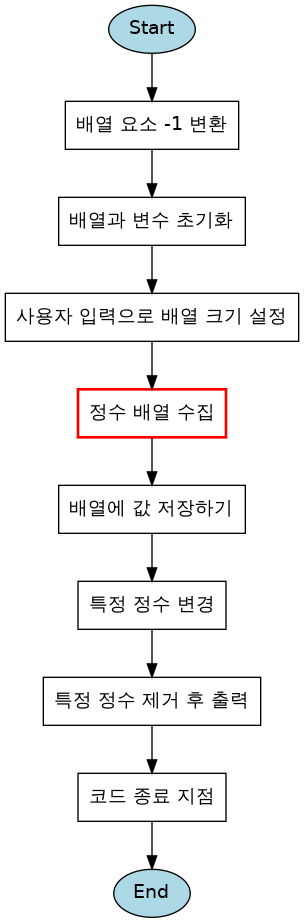 Start
배열 요소 -1 변환
배열과 변수 초기화
사용자 입력으로 배열 크기 설정
정수 배열 수집
배열에 값 저장하기
특정 정수 변경
특정 정수 제거 후 출력
코드 종료 지점
End